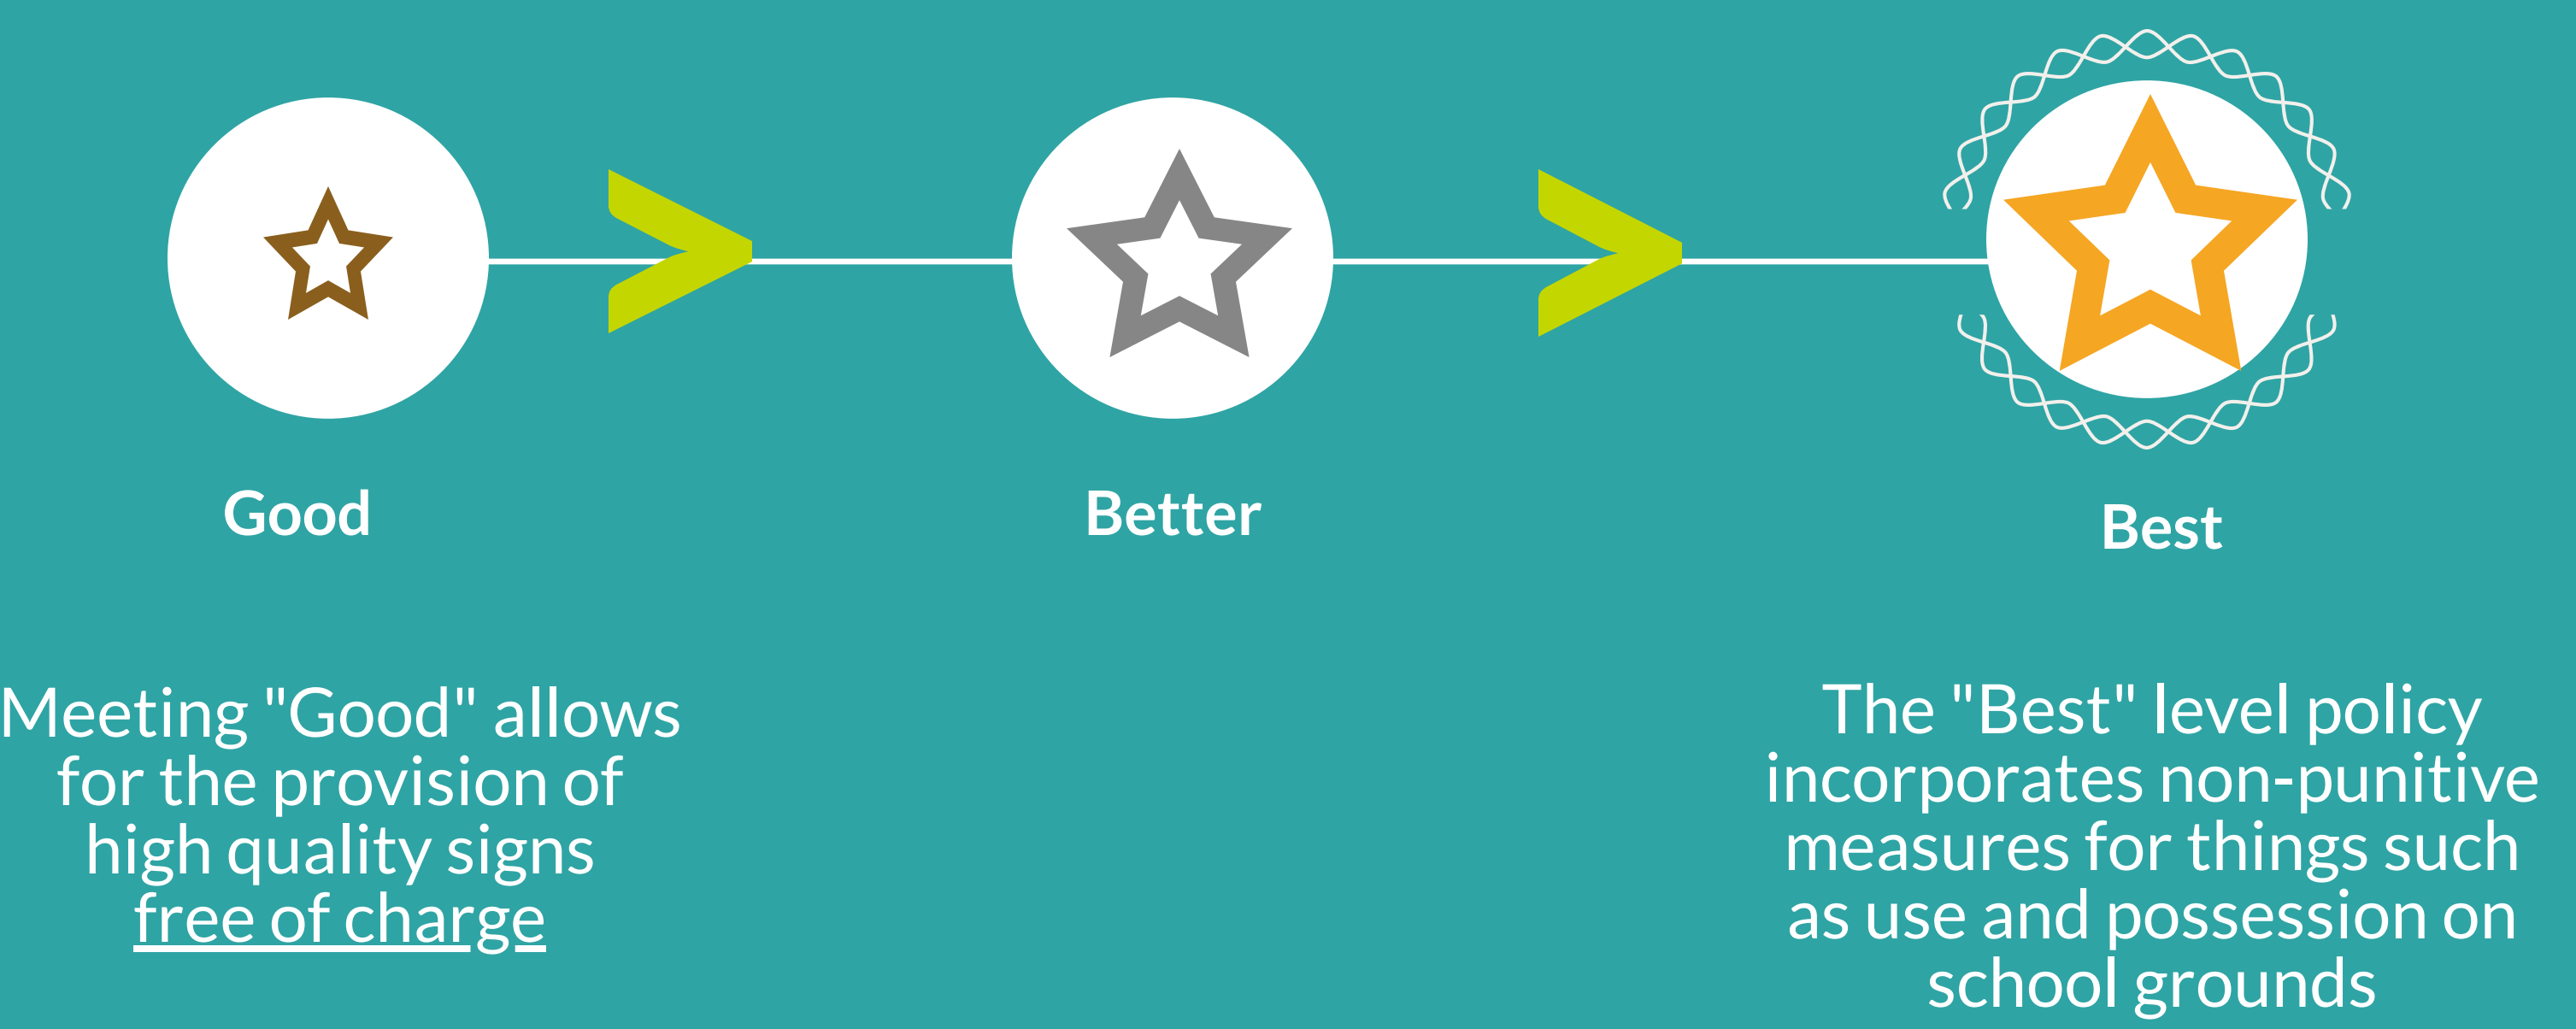 Good
Better
Best
Meeting "Good" allows
for the provision of
high quality signs
free of charge
The "Best" level policy
incorporates non-punitive
measures for things such
as use and possession on
school grounds